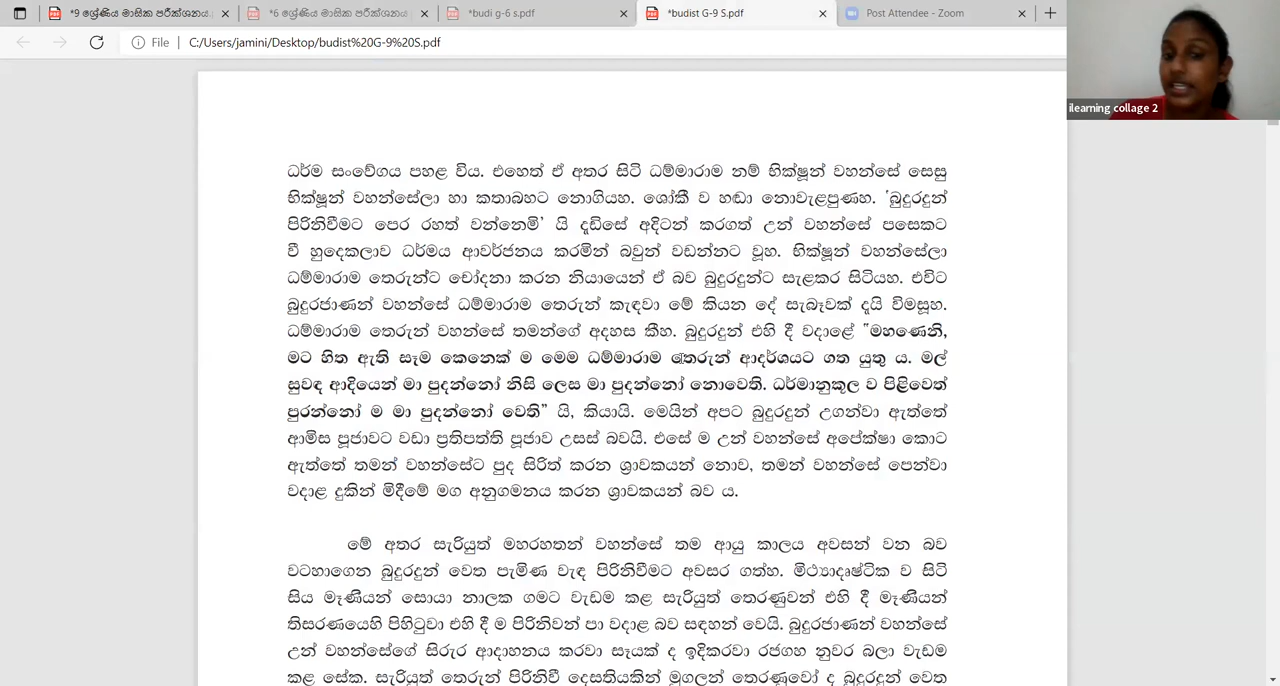 *9 ශ්‍රේණිය මාසික පරීක්ශනය
*6 ශ්‍රේණිය මාසික පරීක්ශනය
*budi g-6 s.pdf
*budist G-9 S.pdf
Post Attendee - Zoom
File
C:/Users/jamini/Desktop/budist%20G-9%20S.pdf
ilearning collage 2
ධර්ම සංවේගය පහළ විය. එහෙත් ඒ අතර සිටි ධම්මාරාම නම් භික්ෂූන් වහන්සේ සෙසු
භික්ෂූන් වහන්සේලා හා කතාබහට නොගියහ. ශෝකී ව හඬා නොවැළපුණහ. 'බුදුරදුන්
පිරිනිවීමට පෙර රහත් වන්නෙමි' යි දැඩිසේ අදිටන් කරගත් උන් වහන්සේ පසෙකට
වී හුදෙකලාව ධර්මය ආවර්ජනය කරමින් බවුන් වඩන්නට වූහ. භික්ෂූන් වහන්සේලා
ධම්මාරාම තෙරුන්ට චෝදනා කරන නියායෙන් ඒ බව බුදුරදුන්ට සැළකර සිටියහ. එවිට
බුදුරජාණන් වහන්සේ ධම්මාරාම තෙරුන් කැඳවා මේ කියන දේ සැබෑවක් දැයි විමසූහ.
ධම්මාරාම තෙරුන් වහන්සේ තමන්ගේ අදහස කීහ. බුදුරදුන් එහි දී වදාළේ "මහණෙනි,
මට හිත ඇති සෑම කෙනෙක් ම මෙම ධම්මාරාම තෙරුන් ආදර්ශයට ගත යුතු ය. මල්
සුවඳ ආදියෙන් මා පුදන්නෝ නිසි ලෙස මා පුදන්නෝ නොවෙති. ධර්මානුකූල ව පිළිවෙත්
පුරන්නෝ ම මා පුදන්නෝ වෙති" යි, කියායි. මෙයින් අපට බුදුරදුන් උගන්වා ඇත්තේ
ආමිස පූජාවට වඩා ප්‍රතිපත්ති පූජාව උසස් බවයි. එසේ ම උන් වහන්සේ අපේක්ෂා කොට
ඇත්තේ තමන් වහන්සේට පුද සිරිත් කරන ශ්‍රාවකයන් නොව, තමන් වහන්සේ පෙන්වා
වදාළ දුකින් මිදීමේ මග අනුගමනය කරන ශ්‍රාවකයන් බව ය.
මේ අතර සැරියුත් මහරහතන් වහන්සේ තම ආයු කාලය අවසන් වන බව
වටහාගෙන බුදුරදුන් වෙත පැමිණ වැඳ පිරිනිවීමට අවසර ගත්හ. මිථ්‍යාදෘෂ්ටික ව සිටි
සිය මෑණියන් සොයා නාලක ගමට වැඩම කළ සැරියුත් තෙරණුවන් එහි දී මෑණියන්
තිසරණයෙහි පිහිටුවා එහි දී ම පිරිනිවන් පා වදාළ බව සඳහන් වෙයි. බුදුරජාණන් වහන්සේ
උන් වහන්සේගේ සිරුර ආදාහනය කරවා සෑයක් ද ඉදිකරවා රජගහ නුවර බලා වැඩම
කළ සේක. සැරියුත් තෙරුන් පිරිනිවී දෙසතියකින් මුගලන් තෙරණුවෝ ද බුදුරදුන් වෙත